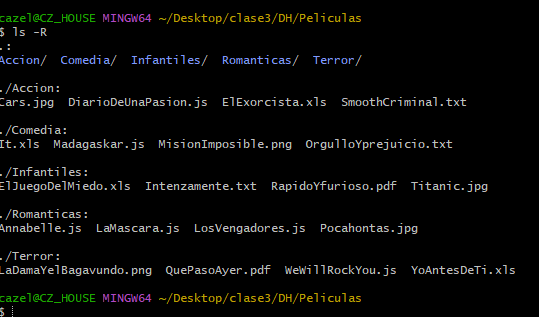 cazel@CZ_HOUSE MINGW64 ~/Desktop/clase3/DH/Peliculas
$ ls -R
.:
Accion/  Comedia/  Infantiles/  Romanticas/  Terror/

./Accion:
Cars.jpg  DiarioDeUnaPasion.js  ElExorcista.xls  SmoothCriminal.txt

./Comedia:
It.xls  Madagaskar.js  MisionImposible.png  OrgulloYprejuicio.txt

./Infantiles:
ElJuegoDelMiedo.xls  Intenzamente.txt  RapidoYfurioso.pdf  Titanic.jpg

./Romanticas:
Annabelle.js  LaMascara.js  LosVengadores.js  Pocahontas.jpg

./Terror:
LaDamaYelBagavundo.png  QuePasoAyer.pdf  WeWillRockYou.js  YoAntesDeTi.xls

cazel@CZ_HOUSE MINGW64 ~/Desktop/clase3/DH/Peliculas
$